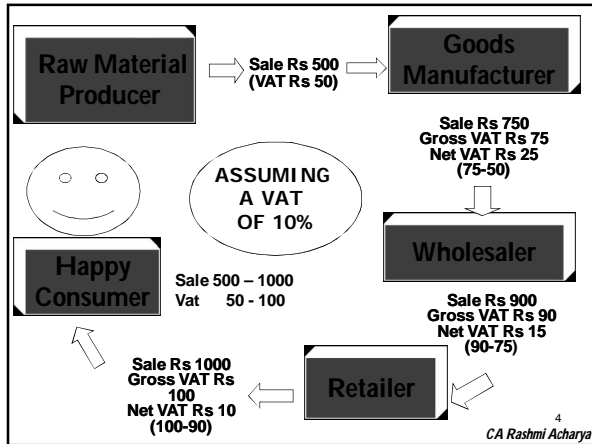 Raw Material
Producer
Sale Rs 500
(VAT Rs 50)
Goods
Manufacturer
Sale Rs 750
Gross VAT Rs 75
Net VAT Rs 25
(75-50)
ASSUMING
A VAT
OF 10%
Wholesaler
Happy
Consumer
Sale 500 – 1000
Vat 50 - 100
Sale Rs 900
Gross VAT Rs 90
Net VAT Rs 15
(90-75)
Sale Rs 1000
Gross VAT Rs
100
Net VAT Rs 10
(100-90)
Retailer
4
CA Rashmi Acharya